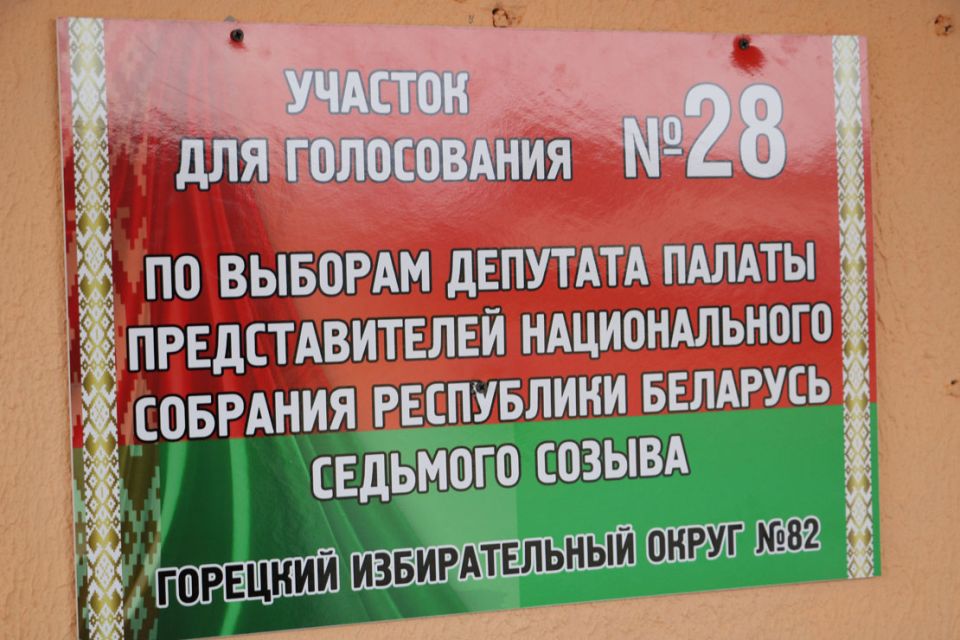 УЧАСТОК
ДЛЯ ГОЛОСОВАНИЯ №28
ПО ВЫБОРАМ ДЕПУТАТА ПАЛАТЫ
ПРЕДСТАВИТЕЛЕЙ НАЦИОНАЛЬНОГО
СОБРАНИЯ РЕСПУБЛИКИ БЕЛАРУСЬ
СЕДЬМОГО СОЗЫВА
ГОРЕЦКИЙ ИЗБИРАТЕЛЬНЫЙ ОКРУГ №82